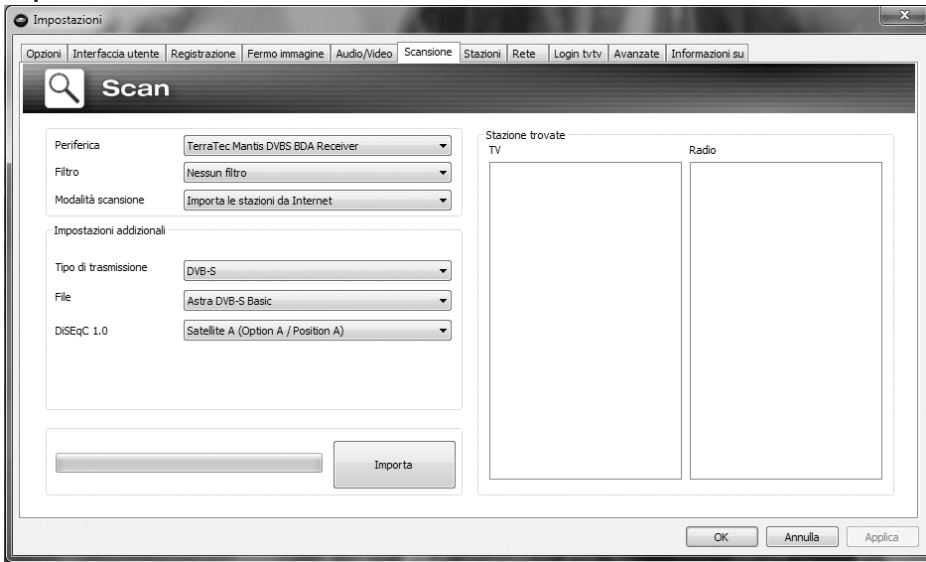 Impostazioni
Opzioni Interfaccia utente Registrazione Fermo immagine Audio/Video Scansione Stazioni Rete Login tvtv Avanzate Informazioni su
Scan
Periferica TerraTec Mantis DVBS BDA Receiver
Filtro Nessun filtro
Modalità scansione Importa le stazioni da Internet
Impostazioni addizionali
Tipo di trasmissione DVB-S
File Astra DVB-S Basic
DiSEqC 1.0 Satellite A (Option A / Position A)
Importa
Stazione trovate
TV Radio
OK Annulla Applica